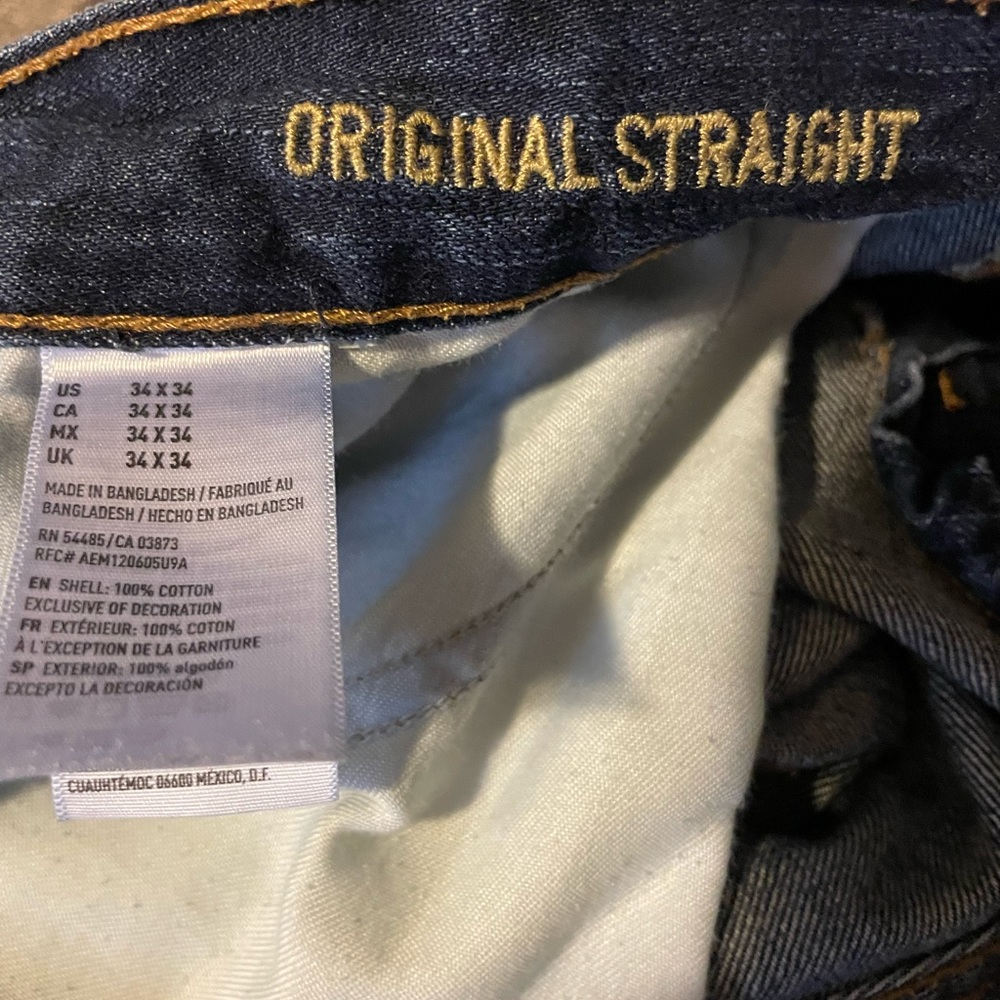 ORIGINAL STRAIGHT
US 34 X 34
CA 34 X 34
MX 34 X 34
UK 34 X 34
MADE IN BANGLADESH / FABRIQUÉ AU
BANGLADESH / HECHO EN BANGLADESH
RN 54485/CA 03873
RFC# AEM120605U9A
EN SHELL: 100% COTTON
EXCLUSIVE OF DECORATION
FR EXTÉRIEUR: 100% COTON
À L'EXCEPTION DE LA GARNITURE
SP EXTERIOR: 100% algodón
EXCEPTO LA DECORACIÓN
CUAUHTÉMOC 06600 MÉXICO, D.F.